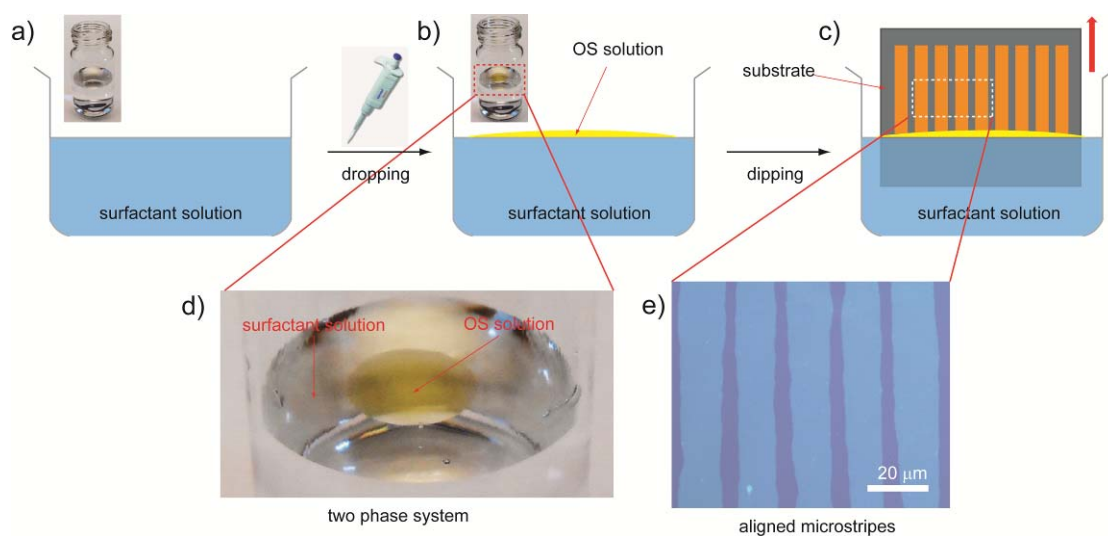 a)
surfactant solution
dropping
b)
OS solution
surfactant solution
dipping
c)
substrate
surfactant solution
d)
surfactant solution
OS solution
two phase system
e)
20 μm
aligned microstripes